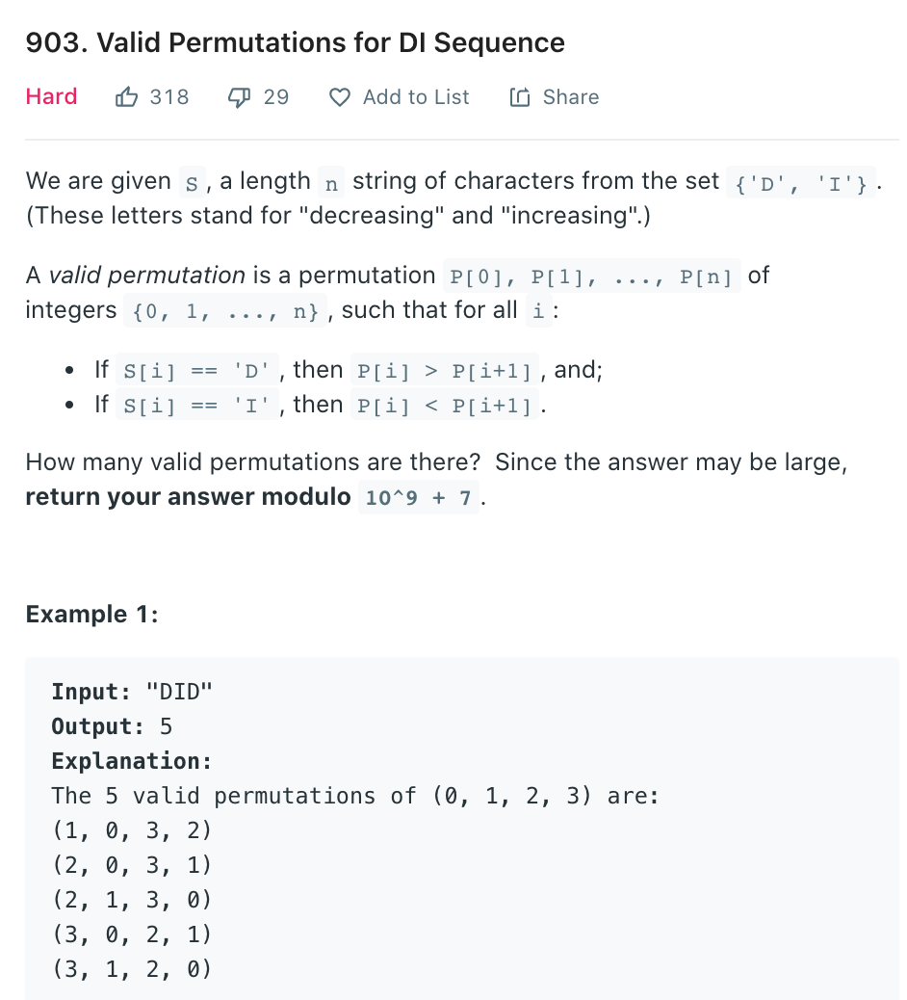 903. Valid Permutations for DI Sequence
Hard 318 29 Add to List Share
We are given S , a length n string of characters from the set {'D', 'I'} .
(These letters stand for "decreasing" and "increasing".)
A valid permutation is a permutation P[0], P[1], ..., P[n] of
integers {0, 1, ..., n} , such that for all i :
• If S[i] == 'D' , then P[i] > P[i+1] , and;
• If S[i] == 'I' , then P[i] < P[i+1] .
How many valid permutations are there? Since the answer may be large,
return your answer modulo 10^9 + 7 .
Example 1:
Input: "DID"
Output: 5
Explanation:
The 5 valid permutations of (0, 1, 2, 3) are:
(1, 0, 3, 2)
(2, 0, 3, 1)
(2, 1, 3, 0)
(3, 0, 2, 1)
(3, 1, 2, 0)